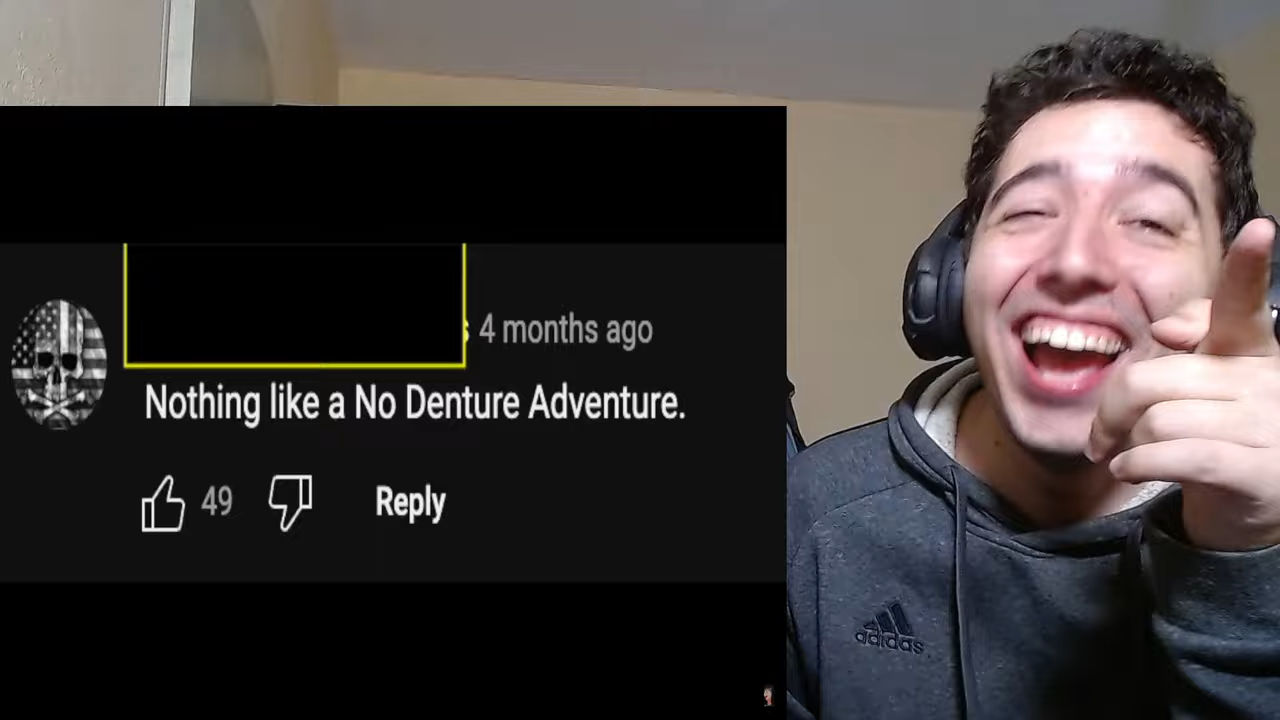 4 months ago
Nothing like a No Denture Adventure.
49
Reply
adidas